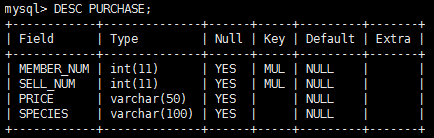 mysql> DESC PURCHASE;
+------------+--------------+------+-----+---------+-------+
| Field      | Type         | Null | Key | Default | Extra |
+------------+--------------+------+-----+---------+-------+
| MEMBER_NUM | int(11)      | YES  | MUL | NULL    |       |
| SELL_NUM   | int(11)      | YES  | MUL | NULL    |       |
| PRICE      | varchar(50)  | YES  |     | NULL    |       |
| SPECIES    | varchar(100) | YES  |     | NULL    |       |
+------------+--------------+------+-----+---------+-------+